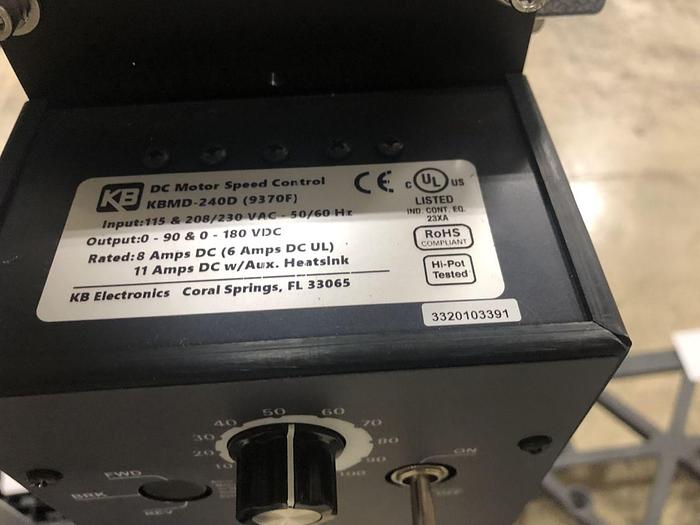 KB
DC Motor Speed Control
KBMD-240D (9370F)
Input:115 & 208/230 VAC - 50/60 Hz
Output:0 - 90 & 0 - 180 VDC
Rated:8 Amps DC (6 Amps DC UL)
11 Amps DC w/Aux. Heatsink
KB Electronics Coral Springs, FL 33065
CE
C UL US
LISTED
IND. CONT. EQ.
23XA
RoHS
COMPLIANT
Hi-Pot
Tested
3320103391
10 20 30 40 50 60 70 80 90 100
FWD
BRK
REV
ON
OFF